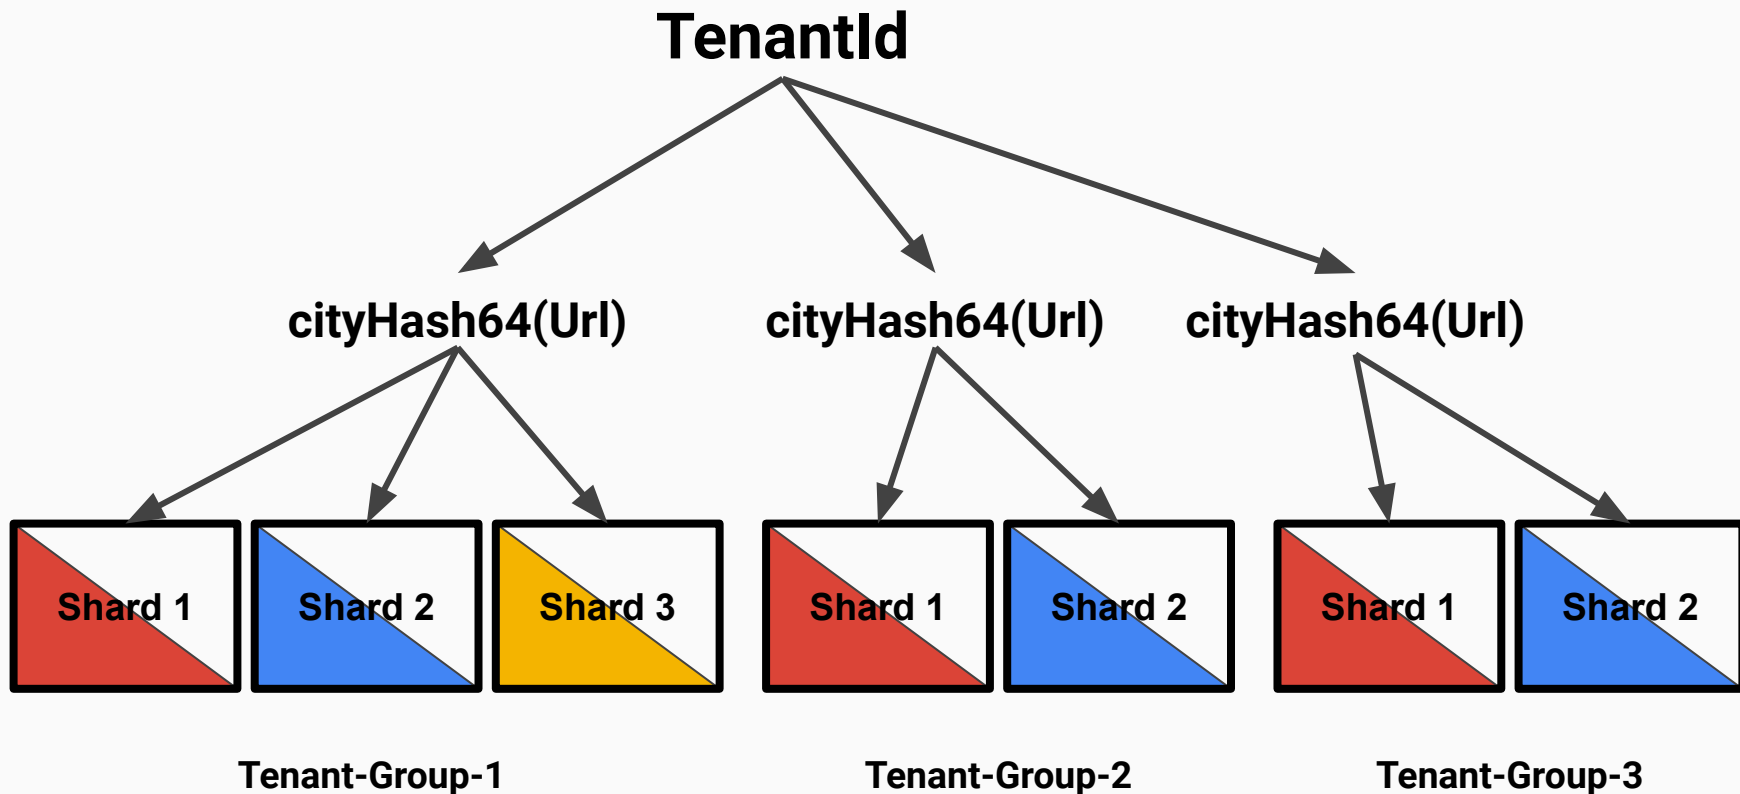 TenantId
cityHash64(Url)
cityHash64(Url)
cityHash64(Url)
Shard 1
Shard 2
Shard 3
Shard 1
Shard 2
Shard 1
Shard 2
Tenant-Group-1
Tenant-Group-2
Tenant-Group-3